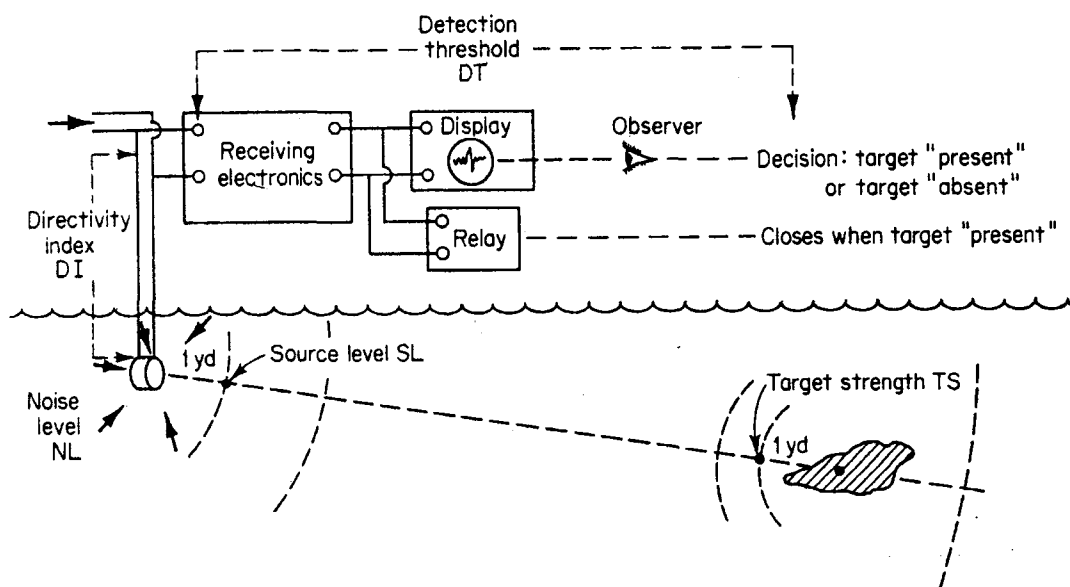 Detection
threshold
DT
Receiving
electronics
Display
Observer
Decision: target "present"
or target "absent"
Directivity
index
DI
Relay
Closes when target "present"
1 yd
Source level SL
Noise
level
NL
Target strength TS
1 yd